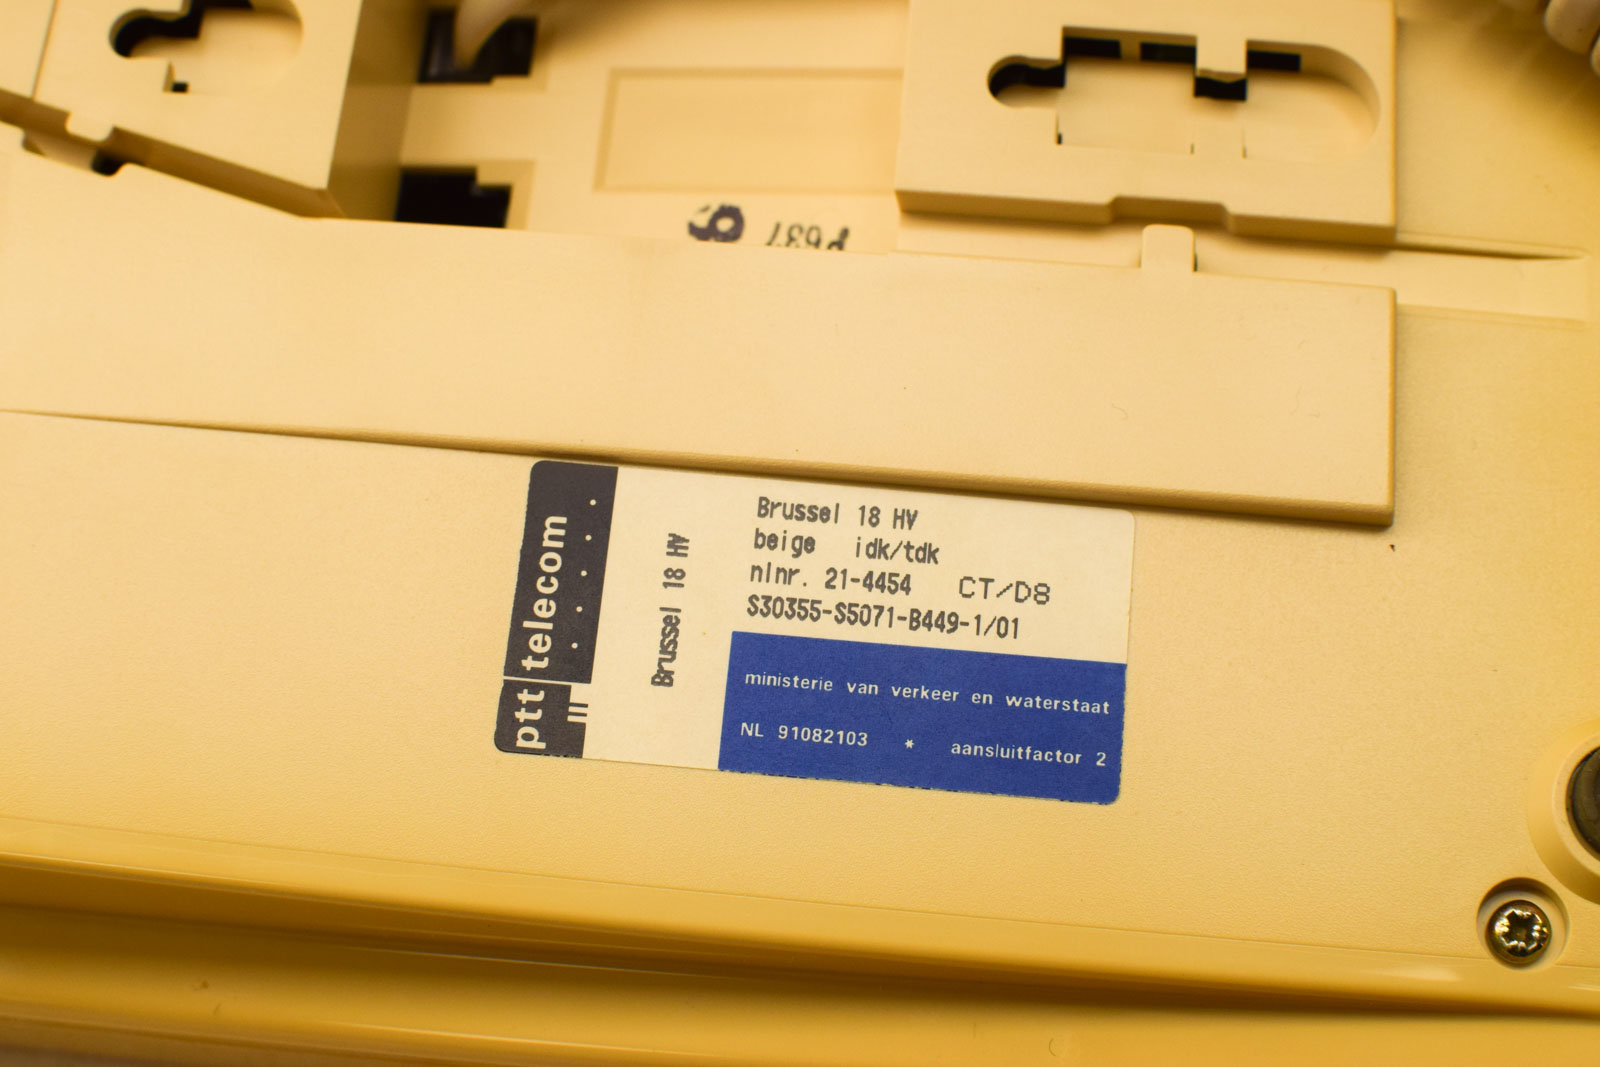 P637
ptt telecom
Brussel 18 HV
Brussel 18 HV
beige idk/tdk
nlnr. 21-4454 CT/D8
S30355-S5071-B449-1/01
ministerie van verkeer en waterstaat
NL 91082103 * aansluitfactor 2